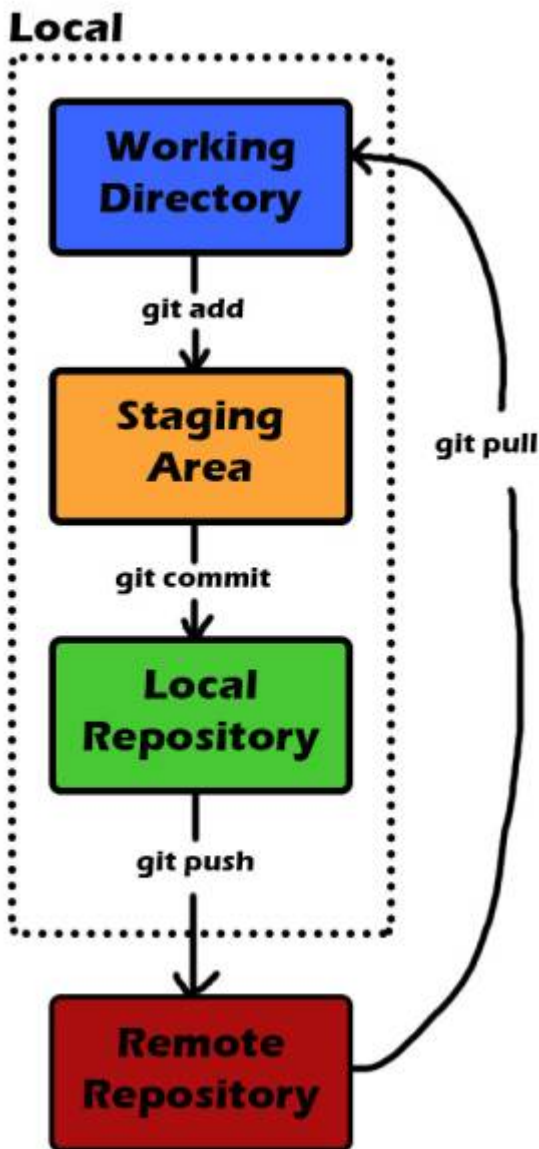 Local
Working
Directory
git add
Staging
Area
git pull
git commit
Local
Repository
git push
Remote
Repository